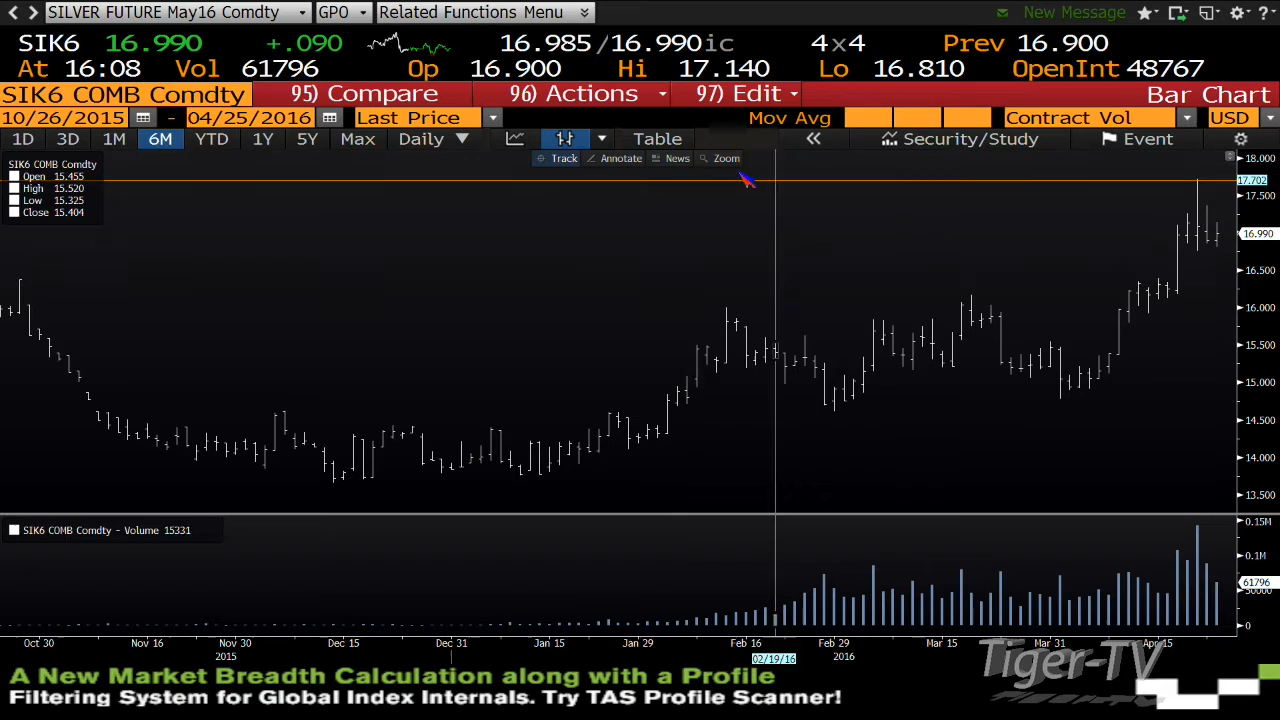 SILVER FUTURE May16 Comdty GPO Related Functions Menu New Message
SIK6 16.990 +.090 16.985/16.990ic 4x4 Prev 16.900
At 16:08 Vol 61796 Op 16.900 Hi 17.140 Lo 16.810 OpenInt 48767
SIK6 COMB Comdty 95) Compare 96) Actions 97) Edit Bar Chart
10/26/2015 - 04/25/2016 Last Price Mov Avg Contract Vol USD
1D 3D 1M 6M YTD 1Y 5Y Max Daily Table Security/Study Event
Track Annotate News Zoom
SIK6 COMB Comdty
Open 15.455
High 15.520
Low 15.325
Close 15.404
18.000
17.702
17.500
16.990
16.500
16.000
15.500
15.000
14.500
14.000
13.500
SIK6 COMB Comdty - Volume 15331
0.15M
0.1M
61796
50000
0
Oct 30 Nov 16 Nov 30 Dec 15 Dec 31 Jan 15 Jan 29 Feb 16 Feb 29 Mar 15 Mar 31 Apr 15
2015 02/19/16 2016
Tiger-TV
A New Market Breadth Calculation along with a Profile
Filtering System for Global Index Internals. Try TAS Profile Scanner!